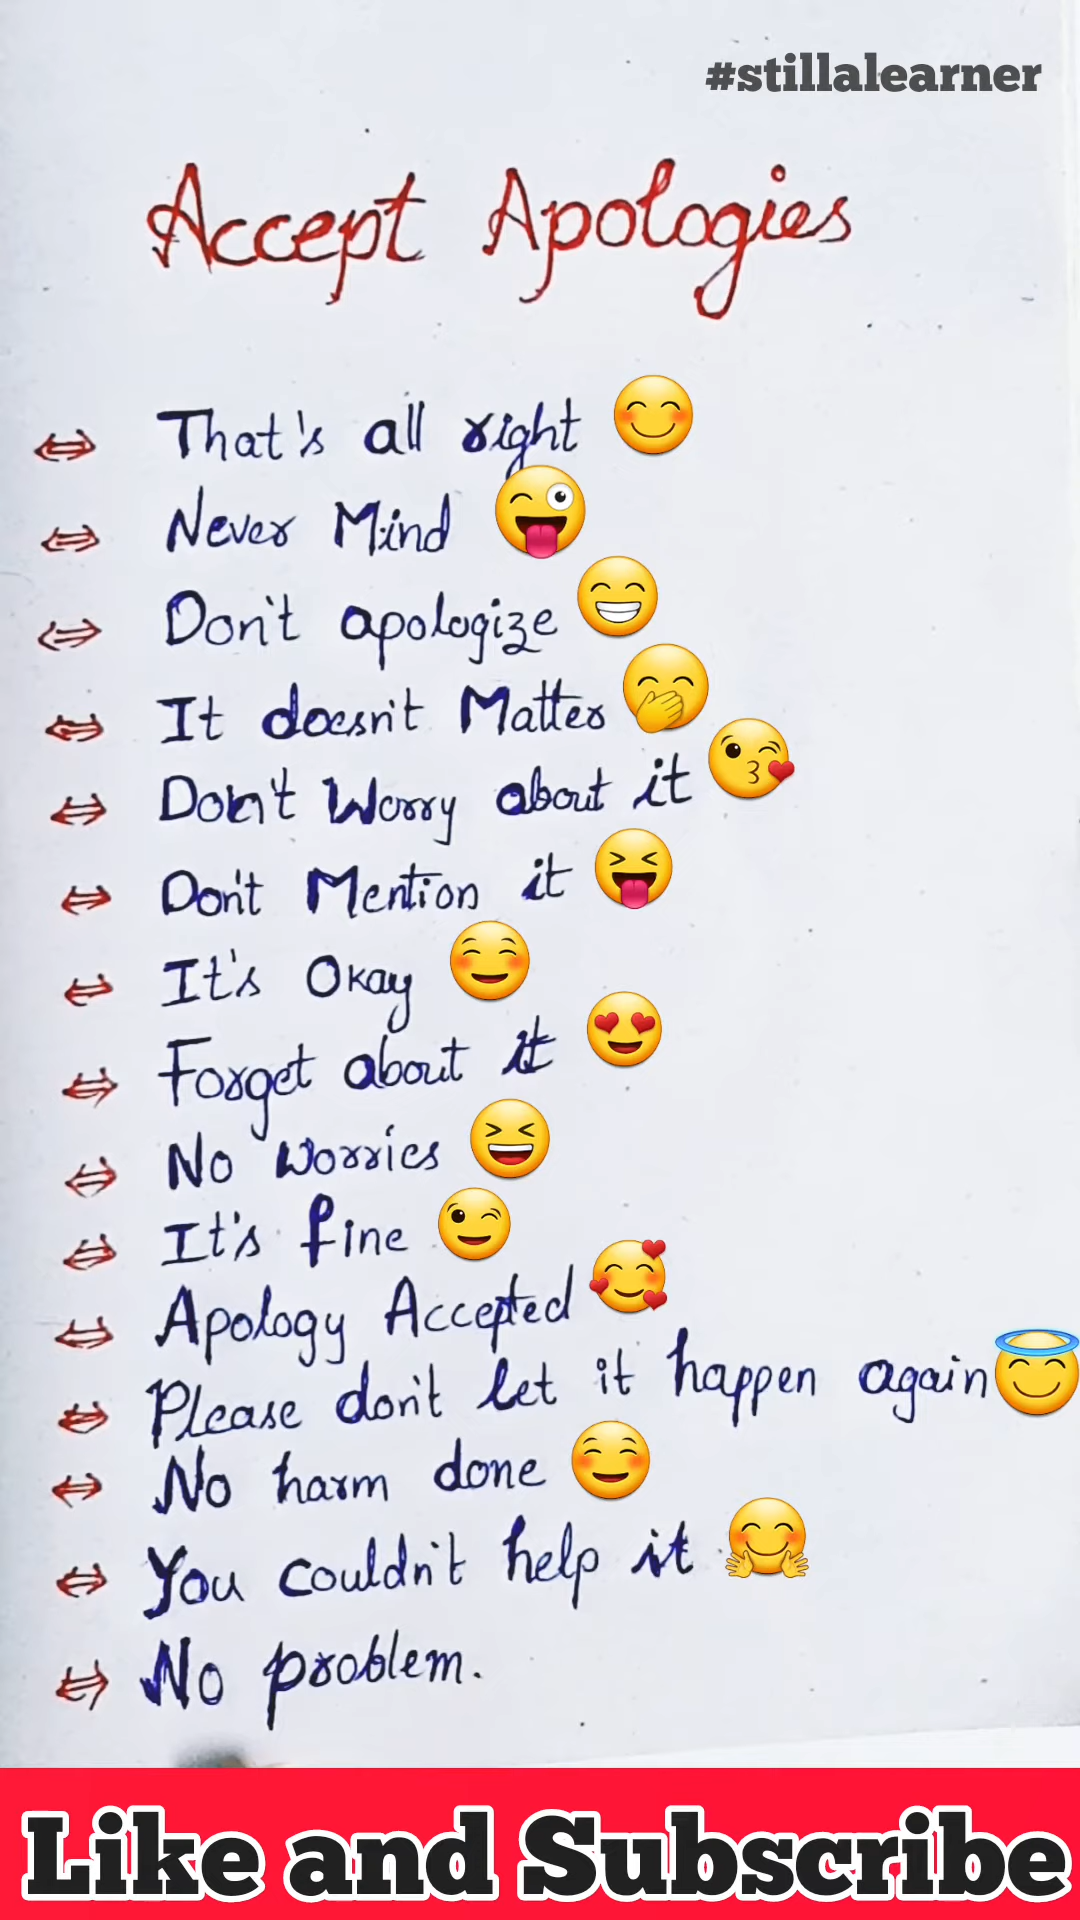 #stillalearner
Accept Apologies
⇔ That's all right 😊
⇔ Never Mind 😜
⇔ Don't apologize 😁
⇔ It doesn't Matter 🤭
⇔ Don't Worry about it 😘
⇔ Don't Mention it 😝
⇔ It's Okay ☺️
⇔ Forget about it 😍
⇔ No worries 😆
⇔ It's fine 😉
⇔ Apology Accepted 🥰
⇔ Please don't let it happen again 😇
⇔ No harm done ☺️
⇔ You couldn't help it 🤗
⇔ No problem.
Like and Subscribe